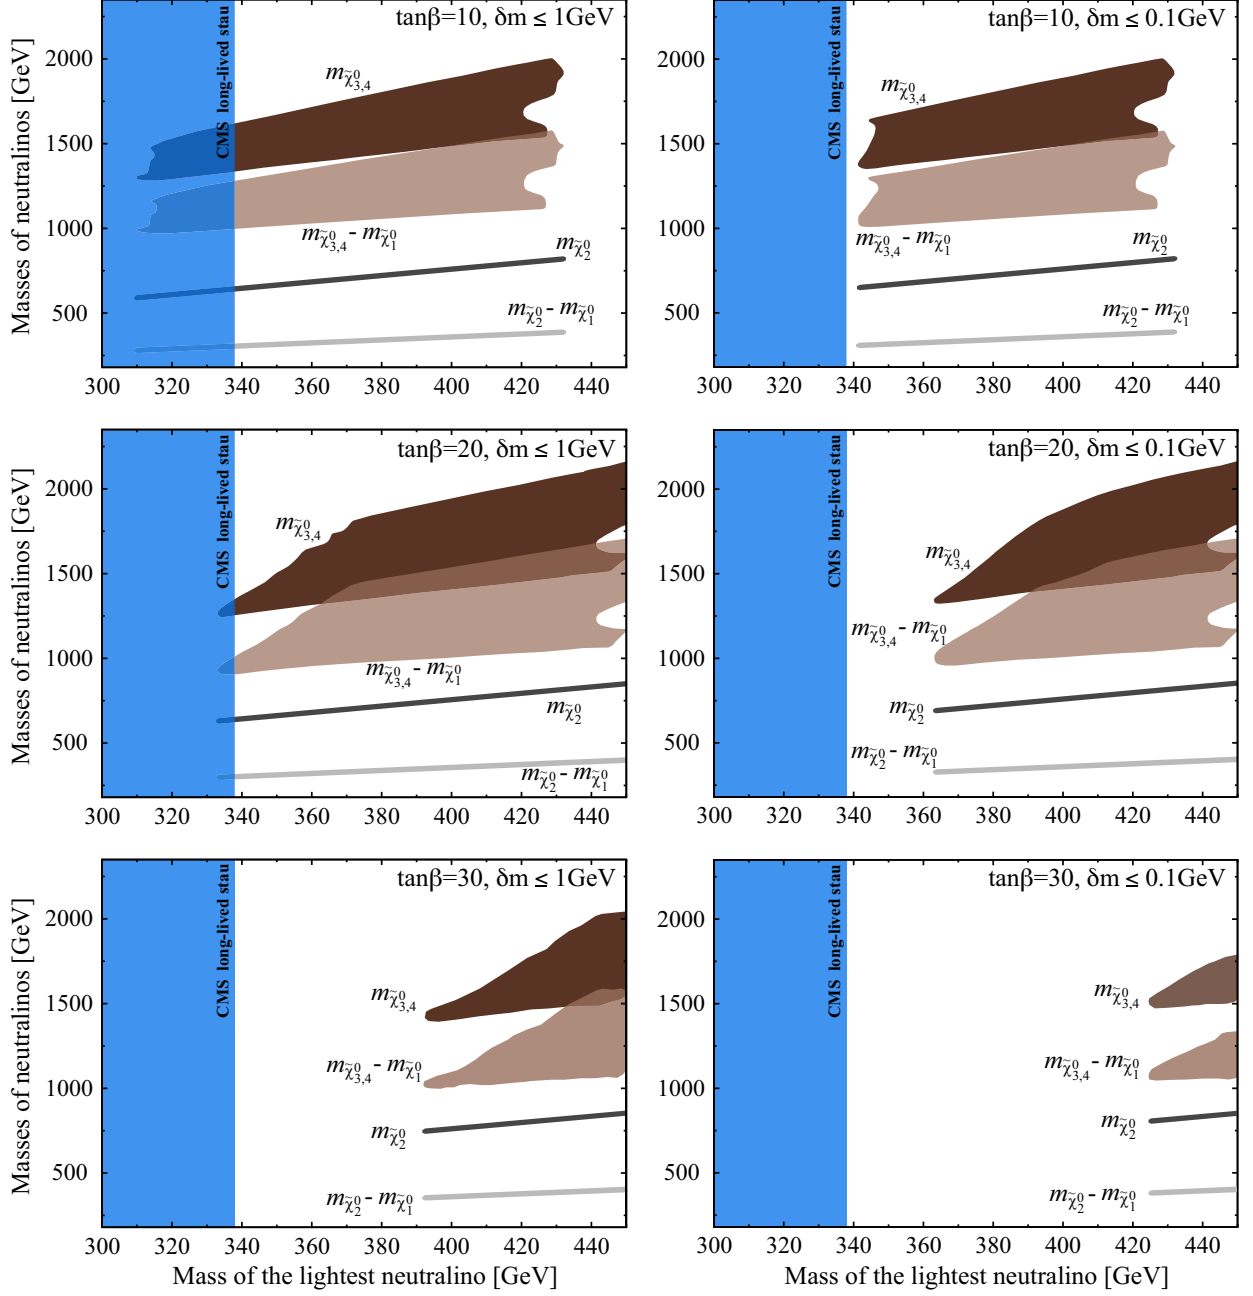 tanβ=10, δm ≤ 1GeV
Masses of neutralinos [GeV]
2000
1500
1000
500
CMS long-lived stau
m_{χ̃⁰_{3,4}}
m_{χ̃⁰_{3,4}} - m_{χ̃⁰_1}
m_{χ̃⁰_2}
m_{χ̃⁰_2} - m_{χ̃⁰_1}
300 320 340 360 380 400 420 440
tanβ=10, δm ≤ 0.1GeV
CMS long-lived stau
m_{χ̃⁰_{3,4}}
m_{χ̃⁰_{3,4}} - m_{χ̃⁰_1}
m_{χ̃⁰_2}
m_{χ̃⁰_2} - m_{χ̃⁰_1}
300 320 340 360 380 400 420 440
tanβ=20, δm ≤ 1GeV
Masses of neutralinos [GeV]
2000
1500
1000
500
CMS long-lived stau
m_{χ̃⁰_{3,4}}
m_{χ̃⁰_{3,4}} - m_{χ̃⁰_1}
m_{χ̃⁰_2}
m_{χ̃⁰_2} - m_{χ̃⁰_1}
300 320 340 360 380 400 420 440
tanβ=20, δm ≤ 0.1GeV
CMS long-lived stau
m_{χ̃⁰_{3,4}}
m_{χ̃⁰_{3,4}} - m_{χ̃⁰_1}
m_{χ̃⁰_2}
m_{χ̃⁰_2} - m_{χ̃⁰_1}
300 320 340 360 380 400 420 440
tanβ=30, δm ≤ 1GeV
Masses of neutralinos [GeV]
2000
1500
1000
500
CMS long-lived stau
m_{χ̃⁰_{3,4}}
m_{χ̃⁰_{3,4}} - m_{χ̃⁰_1}
m_{χ̃⁰_2}
m_{χ̃⁰_2} - m_{χ̃⁰_1}
300 320 340 360 380 400 420 440
Mass of the lightest neutralino [GeV]
tanβ=30, δm ≤ 0.1GeV
CMS long-lived stau
m_{χ̃⁰_{3,4}}
m_{χ̃⁰_{3,4}} - m_{χ̃⁰_1}
m_{χ̃⁰_2}
m_{χ̃⁰_2} - m_{χ̃⁰_1}
300 320 340 360 380 400 420 440
Mass of the lightest neutralino [GeV]